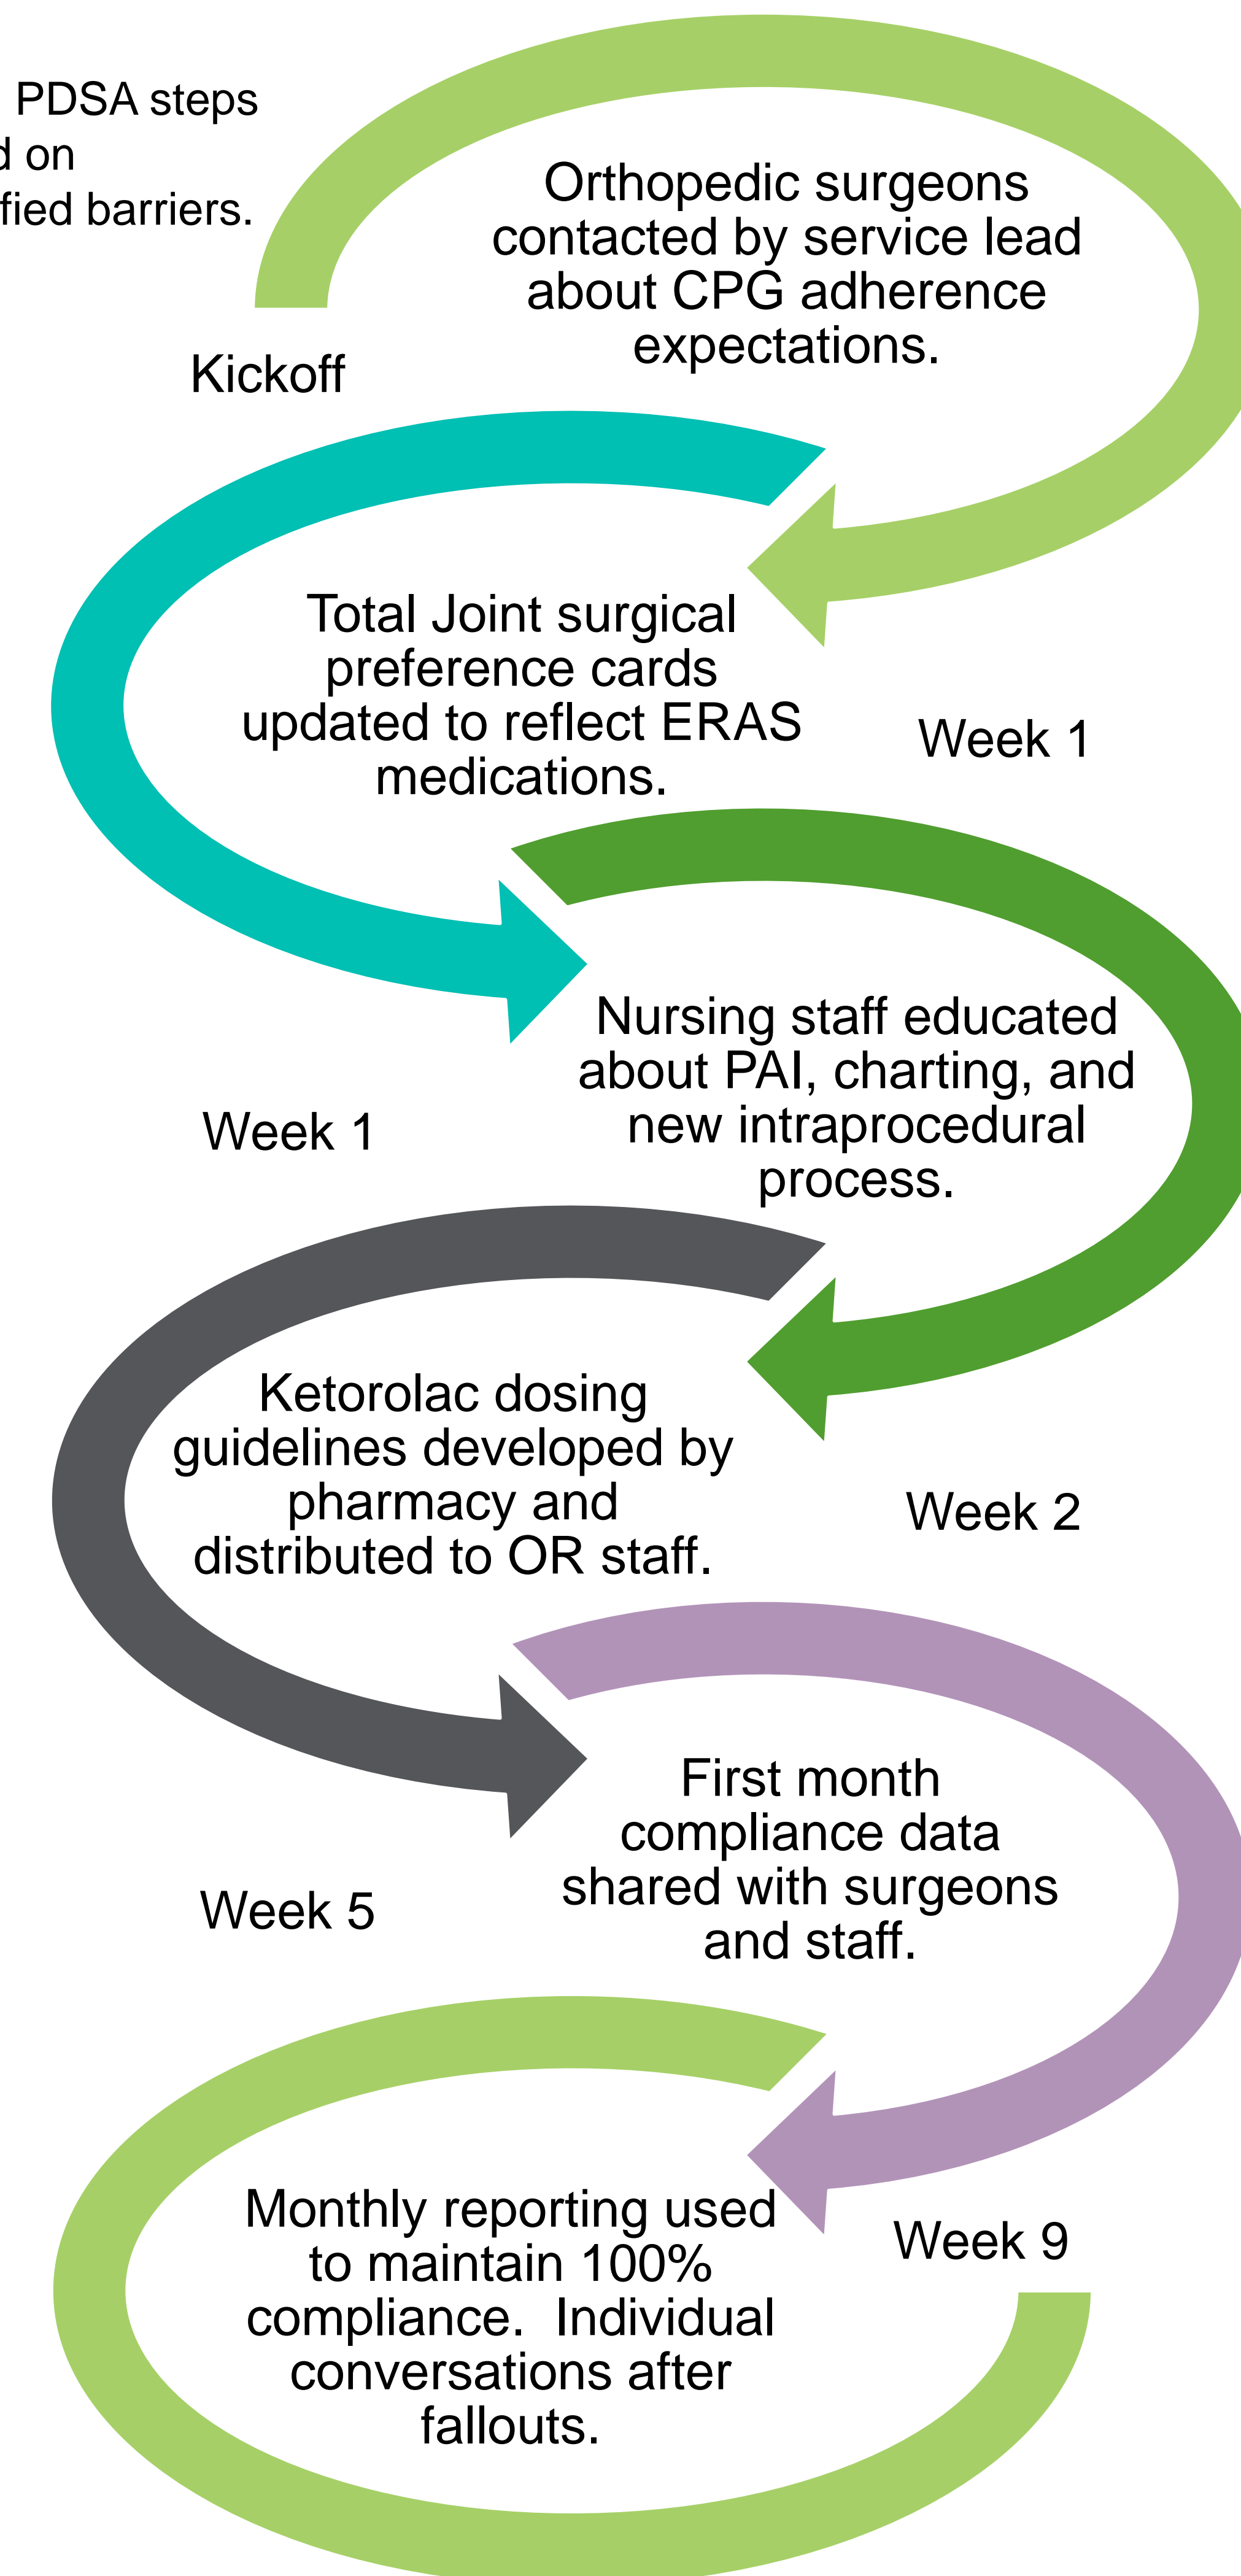 PDSA steps
d on
fied barriers.
Orthopedic surgeons
contacted by service lead
about CPG adherence
expectations.
Kickoff
Total Joint surgical
preference cards
updated to reflect ERAS
medications.
Week 1
Nursing staff educated
about PAI, charting, and
new intraprocedural
process.
Week 1
Ketorolac dosing
guidelines developed by
pharmacy and
distributed to OR staff.
Week 2
First month
compliance data
shared with surgeons
and staff.
Week 5
Monthly reporting used
to maintain 100%
compliance.  Individual
conversations after
fallouts.
Week 9